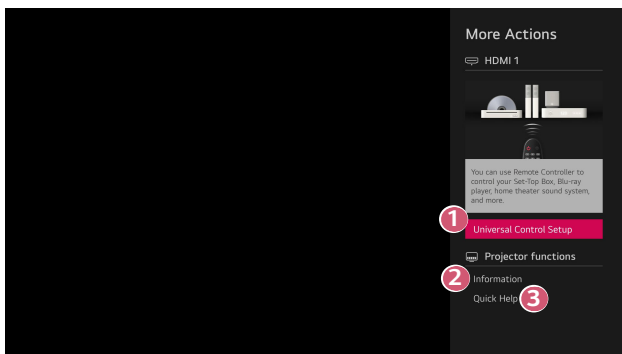 More Actions
HDMI 1
You can use Remote Controller to
control your Set-Top Box, Blu-ray
player, home theater sound system,
and more.
1
Universal Control Setup
Projector functions
2 Information
Quick Help 3